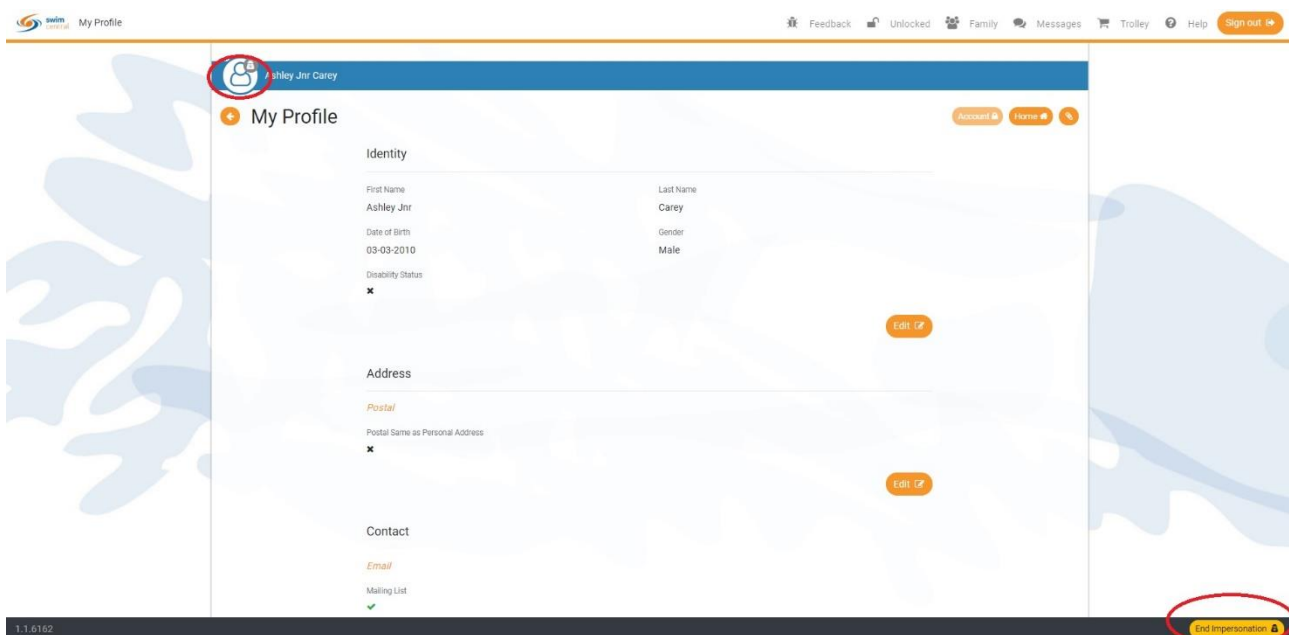 swim central My Profile Feedback Unlocked Family Messages Trolley Help Sign out
Ashley Jnr Carey
My Profile Account Home
Identity
First Name Last Name
Ashley Jnr Carey
Date of Birth Gender
03-03-2010 Male
Disability Status
Edit
Address
Postal
Postal Same as Personal Address
Edit
Contact
Email
Mailing List
1.1.6162 End Impersonation